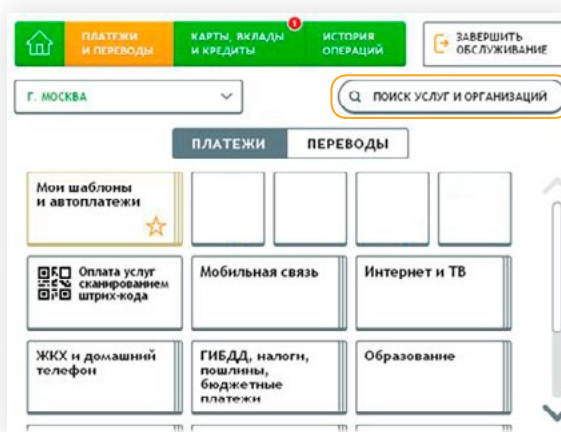 ПЛАТЕЖИ
И ПЕРЕВОДЫ
КАРТЫ, ВКЛАДЫ
И КРЕДИТЫ
1
ИСТОРИЯ
ОПЕРАЦИЙ
ЗАВЕРШИТЬ
ОБСЛУЖИВАНИЕ
Г. МОСКВА
ПОИСК УСЛУГ И ОРГАНИЗАЦИЙ
ПЛАТЕЖИ
ПЕРЕВОДЫ
Мои шаблоны
и автоплатежи
Оплата услуг
сканированием
штрих-кода
Мобильная связь
Интернет и ТВ
ЖКХ и домашний
телефон
ГИБДД, налоги,
пошлины,
бюджетные
платежи
Образование